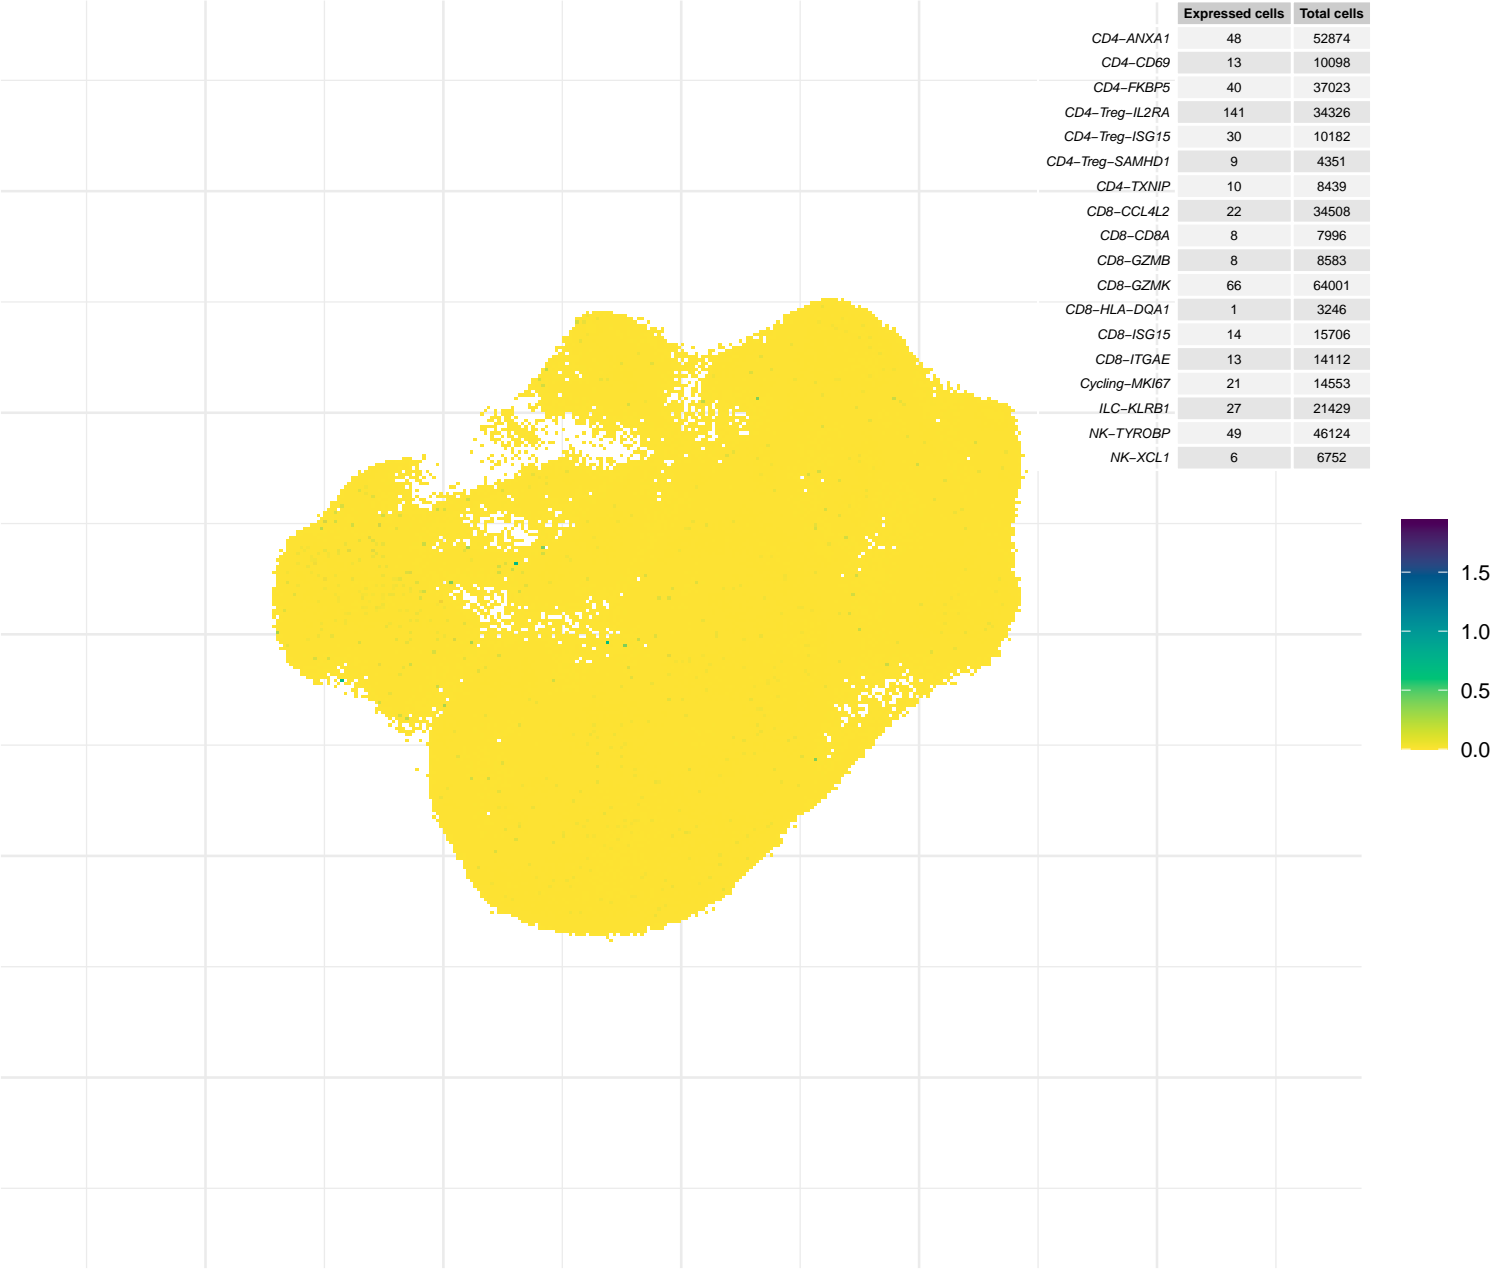 Expressed cells Total cells
CD4−ANXA1 48 52874
CD4−CD69 13 10098
CD4−FKBP5 40 37023
CD4−Treg−IL2RA 141 34326
CD4−Treg−ISG15 30 10182
CD4−Treg−SAMHD1 9 4351
CD4−TXNIP 10 8439
CD8−CCL4L2 22 34508
CD8−CD8A 8 7996
CD8−GZMB 8 8583
CD8−GZMK 66 64001
CD8−HLA−DQA1 1 3246
CD8−ISG15 14 15706
CD8−ITGAE 13 14112
Cycling−MKI67 21 14553
ILC−KLRB1 27 21429
NK−TYROBP 49 46124
NK−XCL1 6 6752
1.5
1.0
0.5
0.0